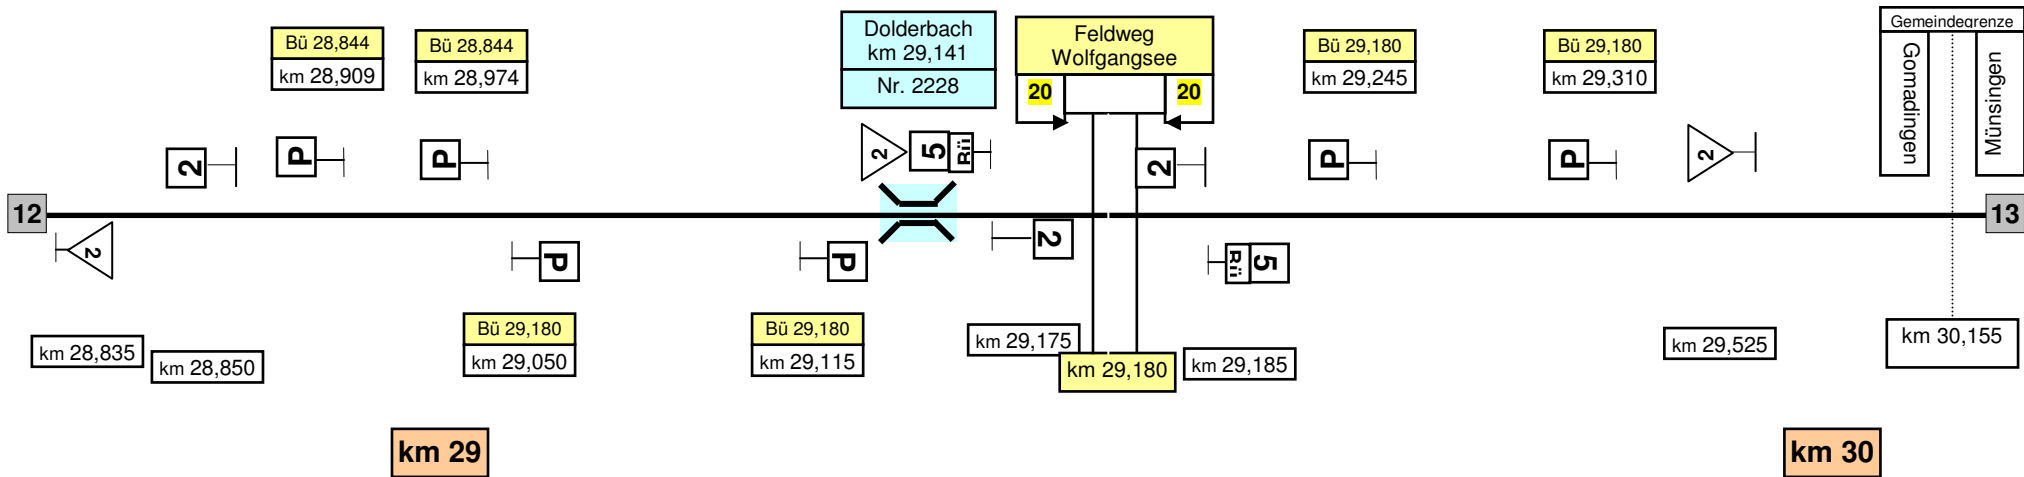 Bü 28,844
km 28,909
Bü 28,844
km 28,974
Dolderbach
km 29,141
Nr. 2228
Feldweg
Wolfgangsee
20
20
Bü 29,180
km 29,245
Bü 29,180
km 29,310
Gemeindegrenze
Gomadingen
Münsingen
2
P
P
2
5
Rü
2
P
P
2
12
13
2
P
P
2
Rü
5
km 28,835
km 28,850
Bü 29,180
km 29,050
Bü 29,180
km 29,115
km 29,175
km 29,180
km 29,185
km 29,525
km 30,155
km 29
km 30